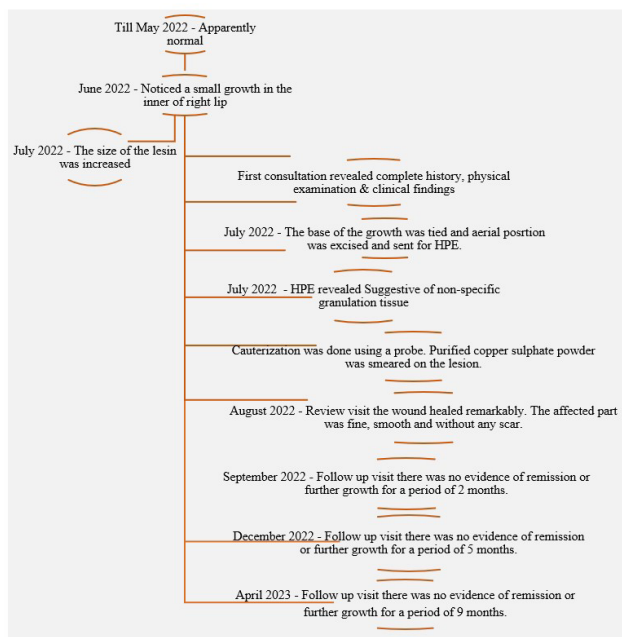 Till May 2022 - Apparently
normal
June 2022 - Noticed a small growth in the
inner of right lip
July 2022 - The size of the lesin
was increased
First consultation revealed complete history, physical
examination & clinical findings
July 2022 - The base of the growth was tied and aerial posrtion
was excised and sent for HPE.
July 2022 - HPE revealed Suggestive of non-specific
granulation tissue
Cauterization was done using a probe. Purified copper sulphate powder
was smeared on the lesion.
August 2022 - Review visit the wound healed remarkably. The affected part
was fine, smooth and without any scar.
September 2022 - Follow up visit there was no evidence of remission or
further growth for a period of 2 months.
December 2022 - Follow up visit there was no evidence of remission
or further growth for a period of 5 months.
April 2023 - Follow up visit there was no evidence of remission or
further growth for a period of 9 months.